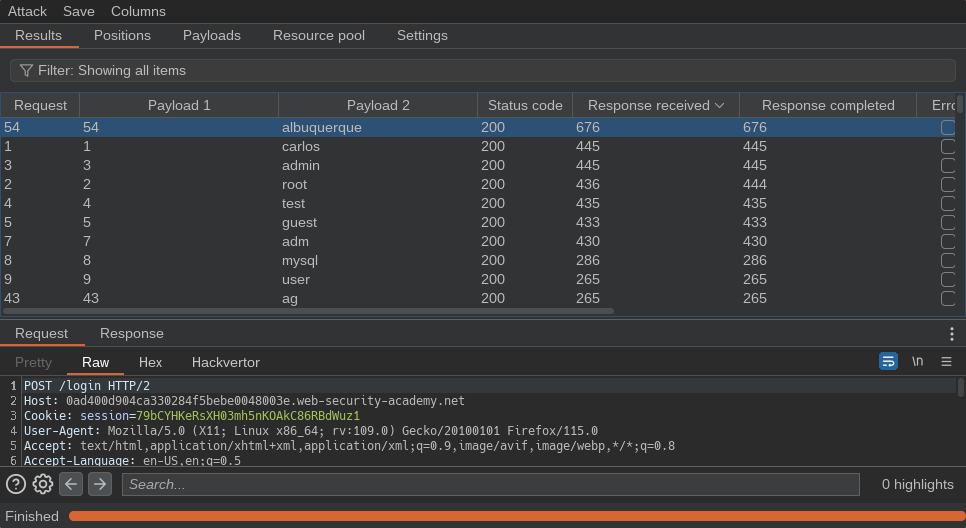 Attack Save Columns
Results Positions Payloads Resource pool Settings
Filter: Showing all items
Request Payload 1 Payload 2 Status code Response received Response completed Erro
54 54 albuquerque 200 676 676
1 1 carlos 200 445 445
3 3 admin 200 445 445
2 2 root 200 436 444
4 4 test 200 435 435
5 5 guest 200 433 433
7 7 adm 200 430 430
8 8 mysql 200 286 286
9 9 user 200 265 265
43 43 ag 200 265 265
Request Response
Pretty Raw Hex Hackvertor \n
1 POST /login HTTP/2
2 Host: 0ad400d904ca330284f5bebe0048003e.web-security-academy.net
3 Cookie: session=79bCYHKeRsXH03mh5nKOAkC86RBdWuz1
4 User-Agent: Mozilla/5.0 (X11; Linux x86_64; rv:109.0) Gecko/20100101 Firefox/115.0
5 Accept: text/html,application/xhtml+xml,application/xml;q=0.9,image/avif,image/webp,*/*;q=0.8
6 Accept-Language: en-US,en;q=0.5
Search... 0 highlights
Finished